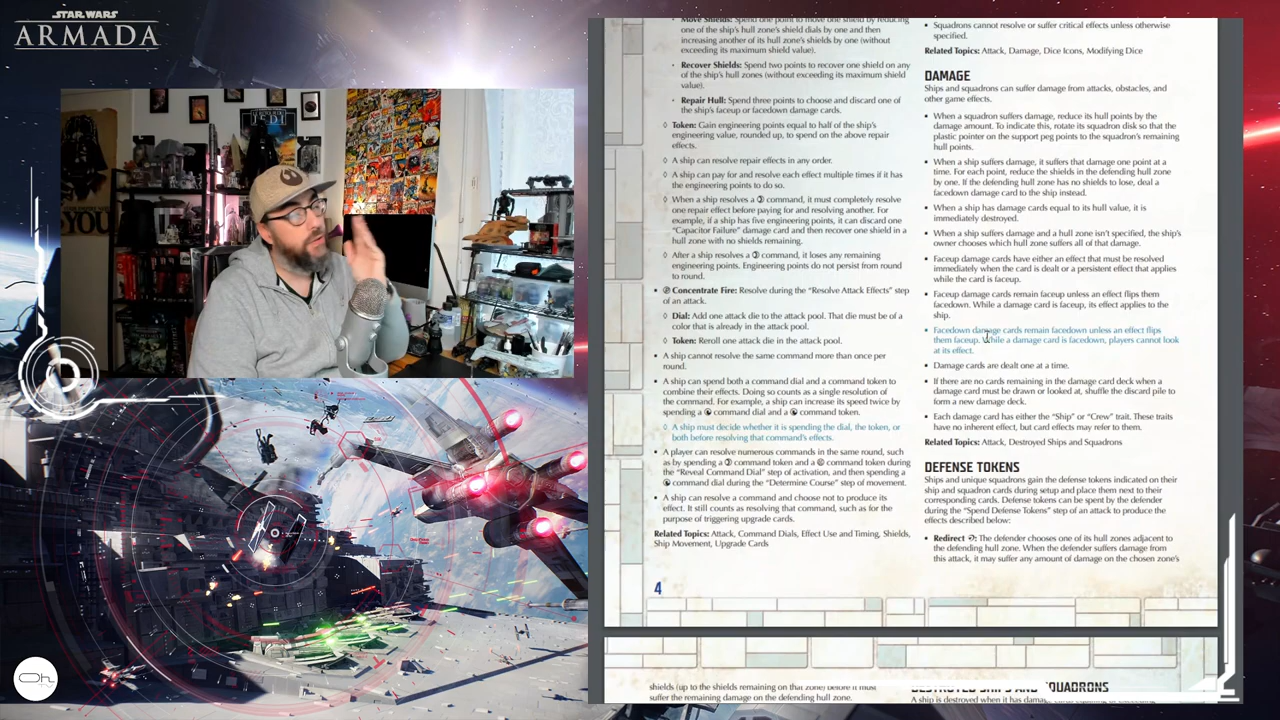 STAR WARS
ARMADA
Move Shields: Spend one point to move one shield by reducing
one of the ship's hull zone's shields by one and then
increasing another of its hull zone's shields by one (without
exceeding its maximum shield value).
Recover Shields: Spend two points to recover one shield on any
of the ship's hull zones (without exceeding its maximum shield
value).
Repair Hull: Spend three points to choose and discard one of
the ship's faceup or facedown damage cards.
◊ Token: Gain engineering points equal to half of the ship's
engineering value, rounded up, to spend on the above repair
effects.
◊ A ship can resolve repair effects in any order.
◊ A ship can pay for and resolve each effect multiple times if it has
the engineering points to do so.
◊ When a ship resolves a command, it must completely resolve
one repair effect before paying for and resolving another. For
example, if a ship has five engineering points, it can discard one
"Capacitor Failure" damage card and then recover one shield in a
hull zone with no shields remaining.
◊ After a ship resolves a command, it loses any remaining
engineering points. Engineering points do not persist from round
to round.
• Concentrate Fire: Resolve during the "Resolve Attack Effects" step
of an attack.
◊ Dial: Add one attack die to the attack pool. That die must be of a
color that is already in the attack pool.
◊ Token: Reroll one attack die in the attack pool.
• A ship cannot resolve the same command more than once per
round.
• A ship can spend both a command dial and a command token to
combine their effects. Doing so counts as a single resolution of
the command. For example, a ship can increase its speed twice by
spending a command dial and a command token.
◊ A ship must decide whether it is spending the dial, the token, or
both before resolving that command's effects.
• A player can resolve numerous commands in the same round, such
as by spending a command token and a command token during
the "Reveal Command Dial" step of activation, and then spending a
command dial during the "Determine Course" step of movement.
• A ship can resolve a command and choose not to produce its
effect. It still counts as resolving that command, such as for the
purpose of triggering upgrade cards.
Related Topics: Attack, Command Dials, Effect Use and Timing, Shields,
Ship Movement, Upgrade Cards
4
• Squadrons cannot resolve or suffer critical effects unless otherwise
specified.
Related Topics: Attack, Damage, Dice Icons, Modifying Dice
DAMAGE
Ships and squadrons can suffer damage from attacks, obstacles, and
other game effects.
• When a squadron suffers damage, reduce its hull points by the
damage amount. To indicate this, rotate its squadron disk so that the
plastic pointer on the support peg points to the squadron's remaining
hull points.
• When a ship suffers damage, it suffers that damage one point at a
time. For each point, reduce the shields in the defending hull zone
by one. If the defending hull zone has no shields to lose, deal a
facedown damage card to the ship instead.
• When a ship has damage cards equal to its hull value, it is
immediately destroyed.
• When a ship suffers damage and a hull zone isn't specified, the ship's
owner chooses which hull zone suffers all of that damage.
• Faceup damage cards have either an effect that must be resolved
immediately when the card is dealt or a persistent effect that applies
while the card is faceup.
• Faceup damage cards remain faceup unless an effect flips them
facedown. While a damage card is faceup, its effect applies to the
ship.
• Facedown damage cards remain facedown unless an effect flips
them faceup. While a damage card is facedown, players cannot look
at its effect.
• Damage cards are dealt one at a time.
• If there are no cards remaining in the damage card deck when a
damage card must be drawn or looked at, shuffle the discard pile to
form a new damage deck.
• Each damage card has either the "Ship" or "Crew" trait. These traits
have no inherent effect, but card effects may refer to them.
Related Topics: Attack, Destroyed Ships and Squadrons
DEFENSE TOKENS
Ships and unique squadrons gain the defense tokens indicated on their
ship and squadron cards during setup and place them next to their
corresponding cards. Defense tokens can be spent by the defender
during the "Spend Defense Tokens" step of an attack to produce the
effects described below:
• Redirect : The defender chooses one of its hull zones adjacent to
the defending hull zone. When the defender suffers damage from
this attack, it may suffer any amount of damage on the chosen zone's
shields (up to the shields remaining on that zone) before it must
suffer the remaining damage on the defending hull zone.
DESTROYED SHIPS AND SQUADRONS
A ship is destroyed when it has damage cards equaling or exceeding